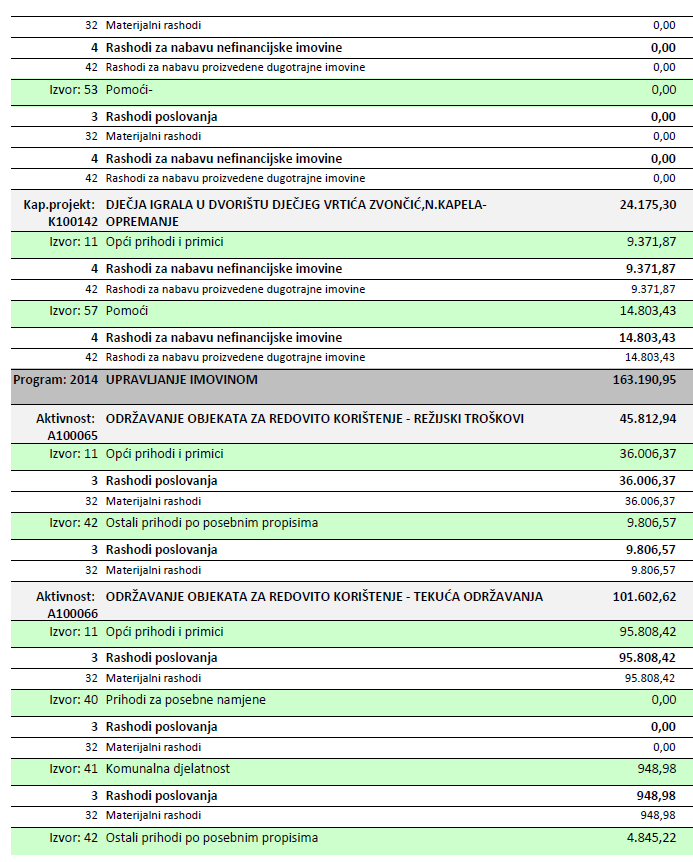 32 Materijalni rashodi 0,00
4 Rashodi za nabavu nefinancijske imovine 0,00
42 Rashodi za nabavu proizvedene dugotrajne imovine 0,00
Izvor: 53 Pomoći- 0,00
3 Rashodi poslovanja 0,00
32 Materijalni rashodi 0,00
4 Rashodi za nabavu nefinancijske imovine 0,00
42 Rashodi za nabavu proizvedene dugotrajne imovine 0,00
Kap.projekt: DJEČJA IGRALA U DVORIŠTU DJEČJEG VRTIĆA ZVONČIĆ,N.KAPELA- 24.175,30
K100142 OPREMANJE
Izvor: 11 Opći prihodi i primici 9.371,87
4 Rashodi za nabavu nefinancijske imovine 9.371,87
42 Rashodi za nabavu proizvedene dugotrajne imovine 9.371,87
Izvor: 57 Pomoći 14.803,43
4 Rashodi za nabavu nefinancijske imovine 14.803,43
42 Rashodi za nabavu proizvedene dugotrajne imovine 14.803,43
Program: 2014 UPRAVLJANJE IMOVINOM 163.190,95
Aktivnost: ODRŽAVANJE OBJEKATA ZA REDOVITO KORIŠTENJE - REŽIJSKI TROŠKOVI 45.812,94
A100065
Izvor: 11 Opći prihodi i primici 36.006,37
3 Rashodi poslovanja 36.006,37
32 Materijalni rashodi 36.006,37
Izvor: 42 Ostali prihodi po posebnim propisima 9.806,57
3 Rashodi poslovanja 9.806,57
32 Materijalni rashodi 9.806,57
Aktivnost: ODRŽAVANJE OBJEKATA ZA REDOVITO KORIŠTENJE - TEKUĆA ODRŽAVANJA 101.602,62
A100066
Izvor: 11 Opći prihodi i primici 95.808,42
3 Rashodi poslovanja 95.808,42
32 Materijalni rashodi 95.808,42
Izvor: 40 Prihodi za posebne namjene 0,00
3 Rashodi poslovanja 0,00
32 Materijalni rashodi 0,00
Izvor: 41 Komunalna djelatnost 948,98
3 Rashodi poslovanja 948,98
32 Materijalni rashodi 948,98
Izvor: 42 Ostali prihodi po posebnim propisima 4.845,22